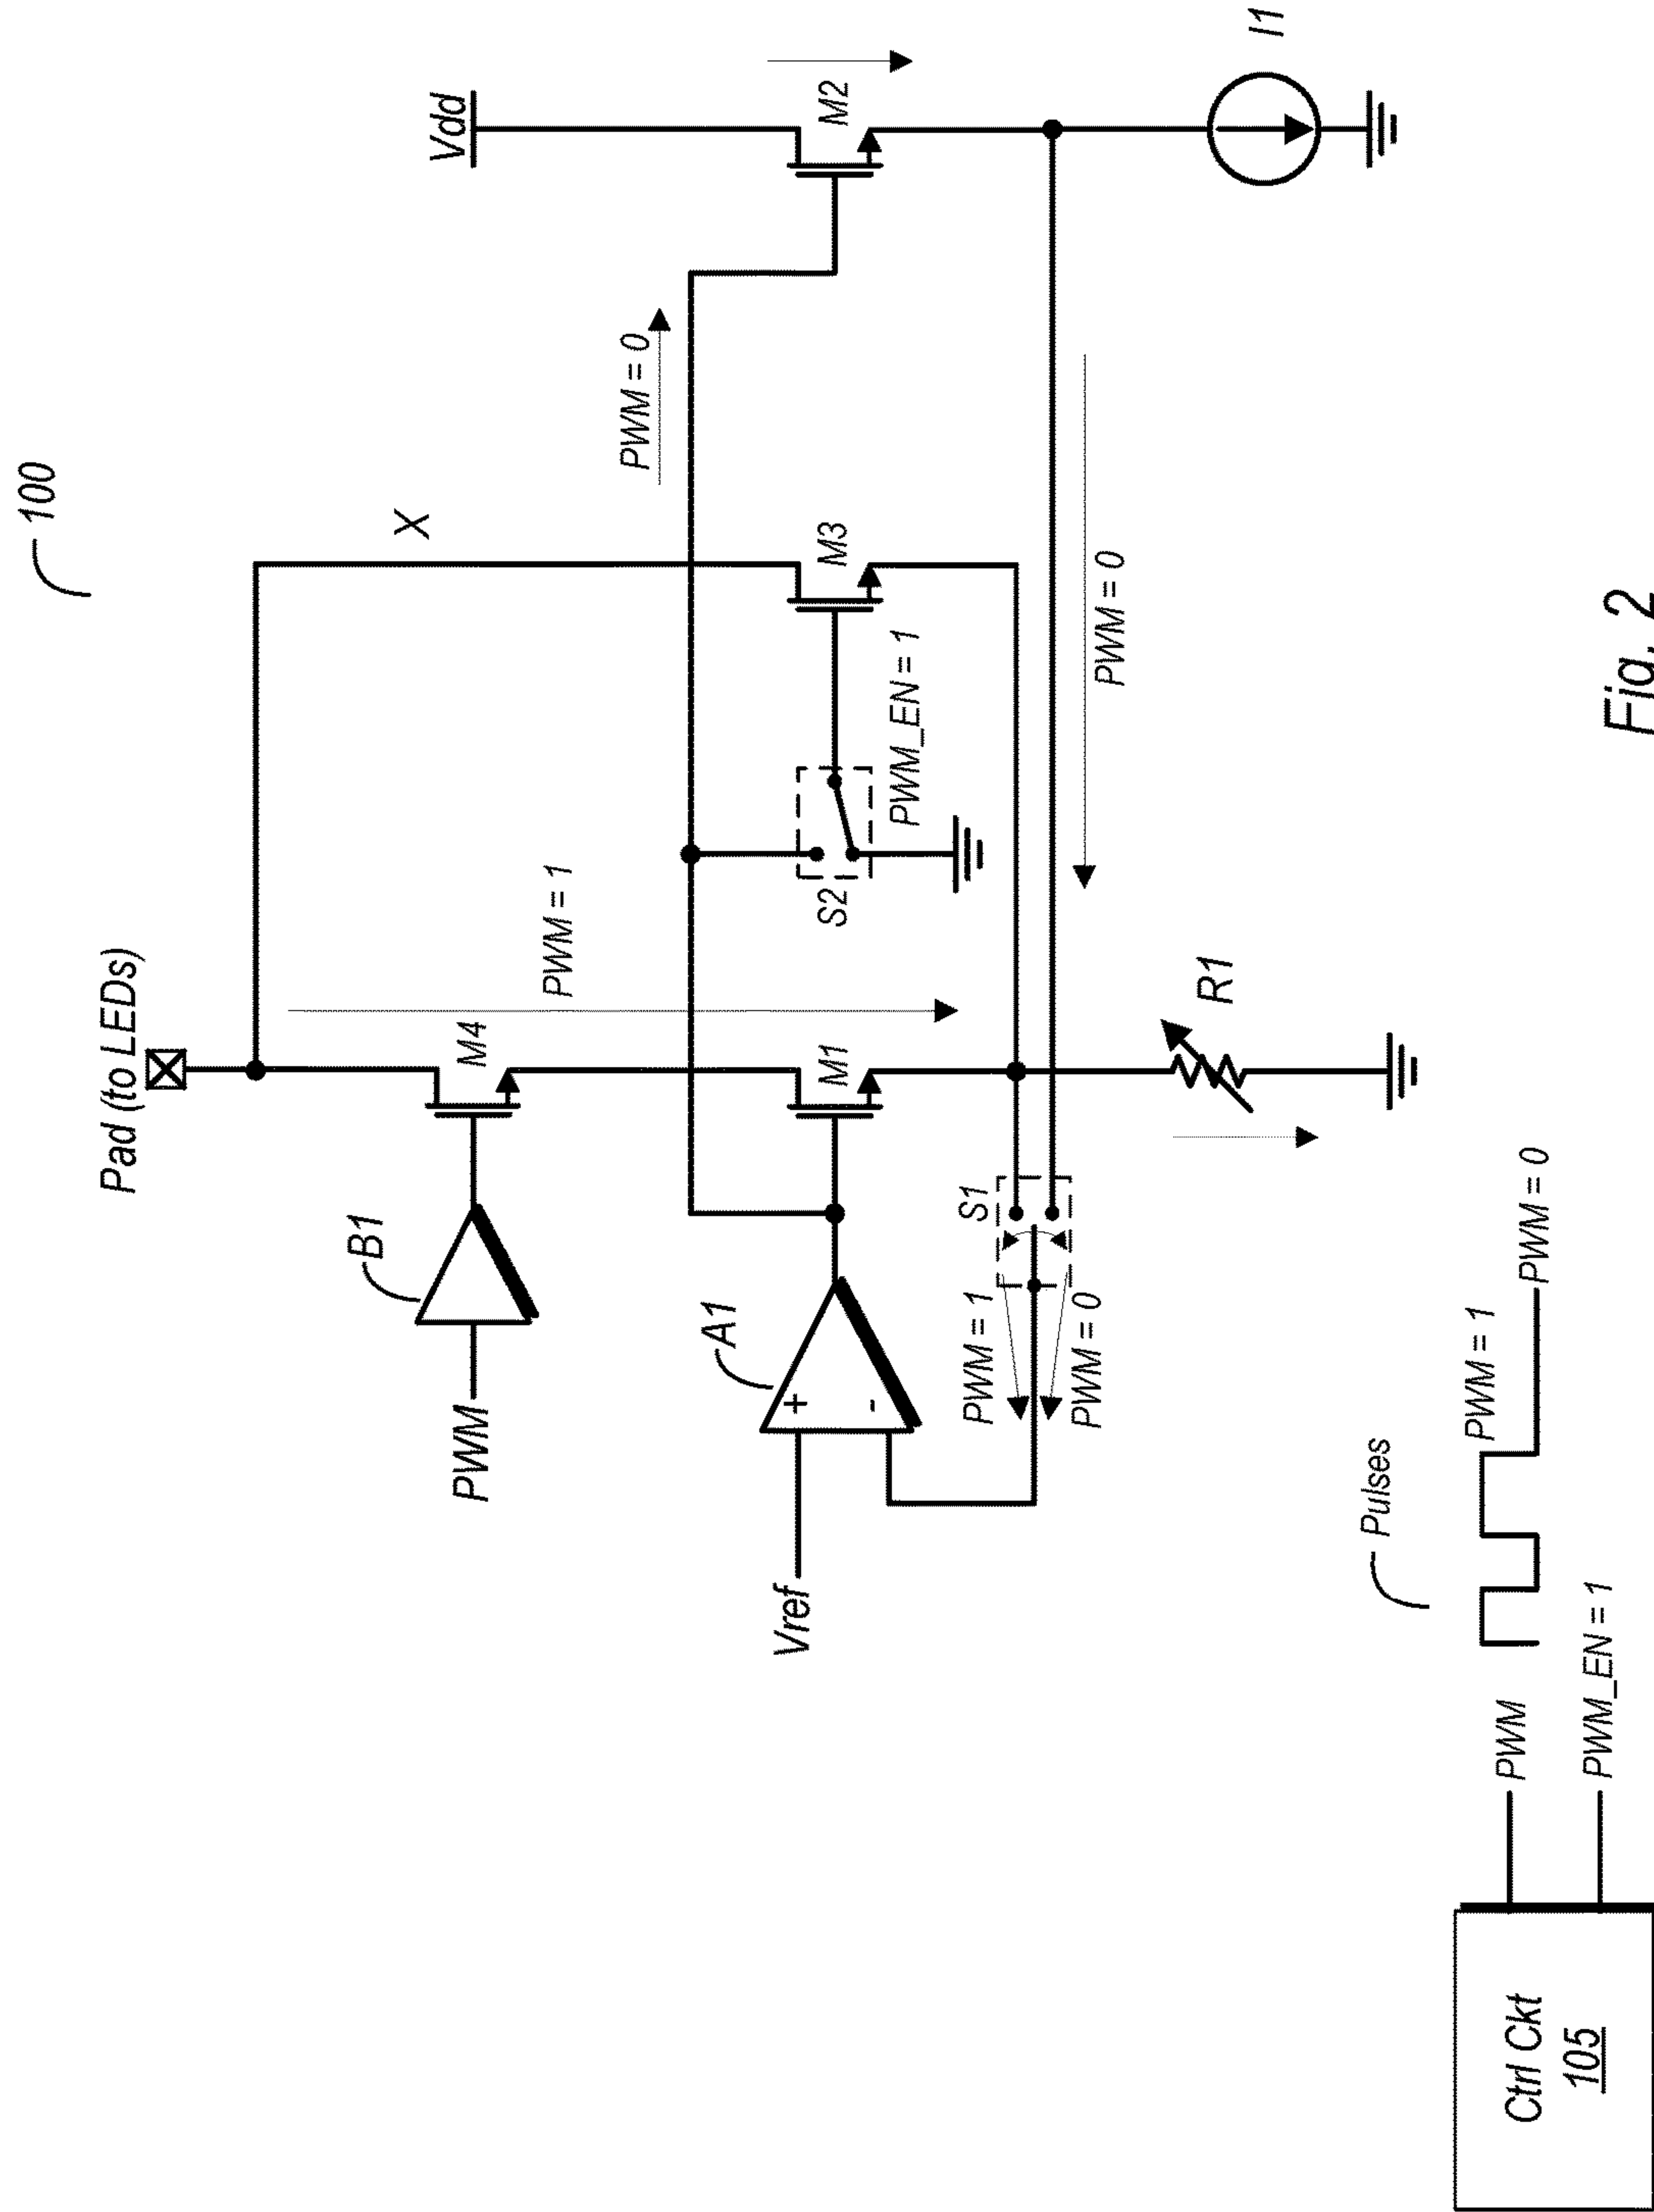 100
Pad (to LEDs)
X
Vdd
B1
PWM
M4
PWM = 1
PWM = 0
A1
Vref
+
-
M1
S2
PWM_EN = 1
M3
M2
S1
PWM = 1
PWM = 0
PWM = 0
R1
I1
Pulses
PWM
PWM = 1
PWM = 0
PWM_EN = 1
Ctrl Ckt
105
Fig. 2